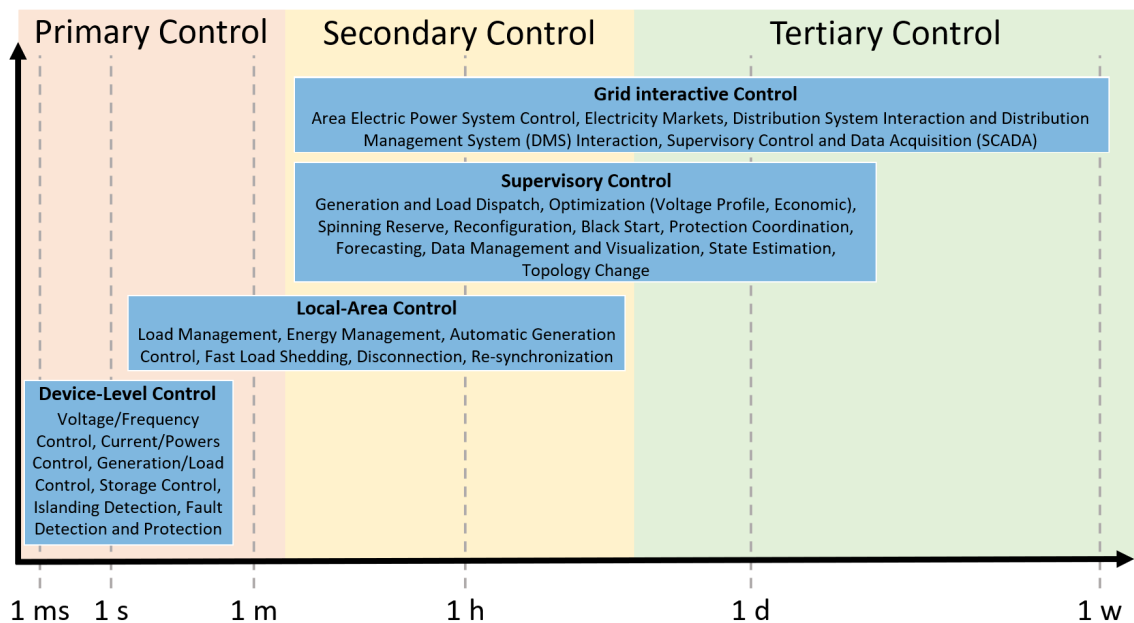 Primary Control
Secondary Control
Tertiary Control
Grid interactive Control
Area Electric Power System Control, Electricity Markets, Distribution System Interaction and Distribution
Management System (DMS) Interaction, Supervisory Control and Data Acquisition (SCADA)
Supervisory Control
Generation and Load Dispatch, Optimization (Voltage Profile, Economic),
Spinning Reserve, Reconfiguration, Black Start, Protection Coordination,
Forecasting, Data Management and Visualization, State Estimation,
Topology Change
Local-Area Control
Load Management, Energy Management, Automatic Generation
Control, Fast Load Shedding, Disconnection, Re-synchronization
Device-Level Control
Voltage/Frequency
Control, Current/Powers
Control, Generation/Load
Control, Storage Control,
Islanding Detection, Fault
Detection and Protection
1 ms
1 s
1 m
1 h
1 d
1 w